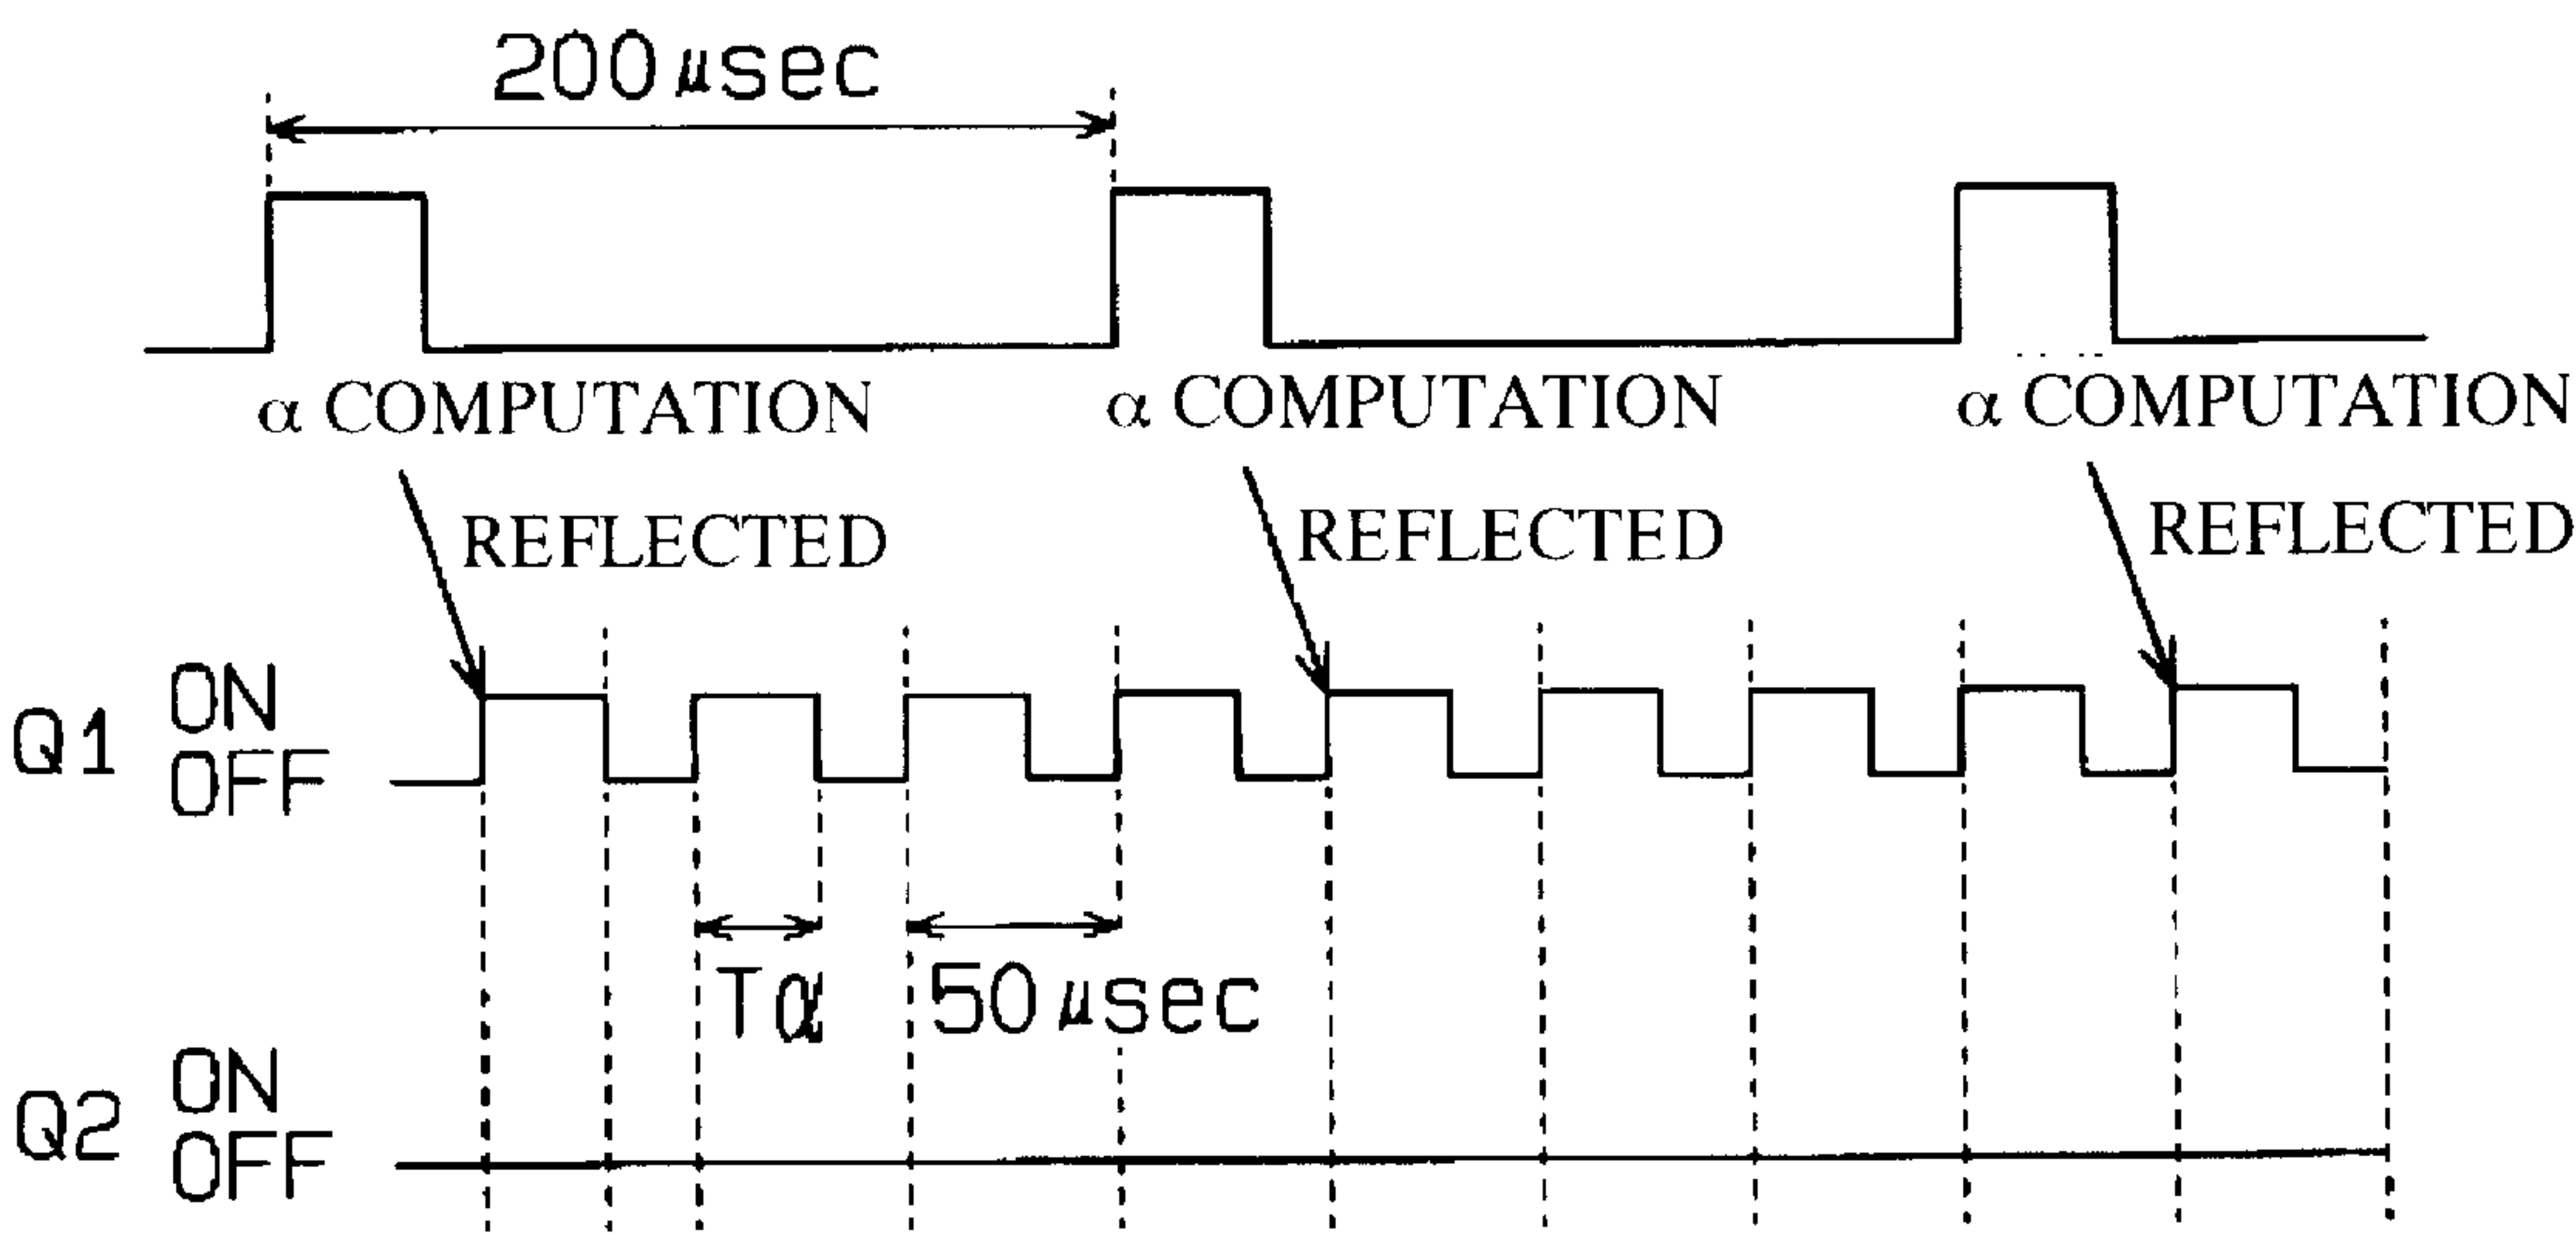 200μsec
α COMPUTATION α COMPUTATION α COMPUTATION
REFLECTED REFLECTED REFLECTED
Q1 ON
OFF
Tα 50μsec
Q2 ON
OFF